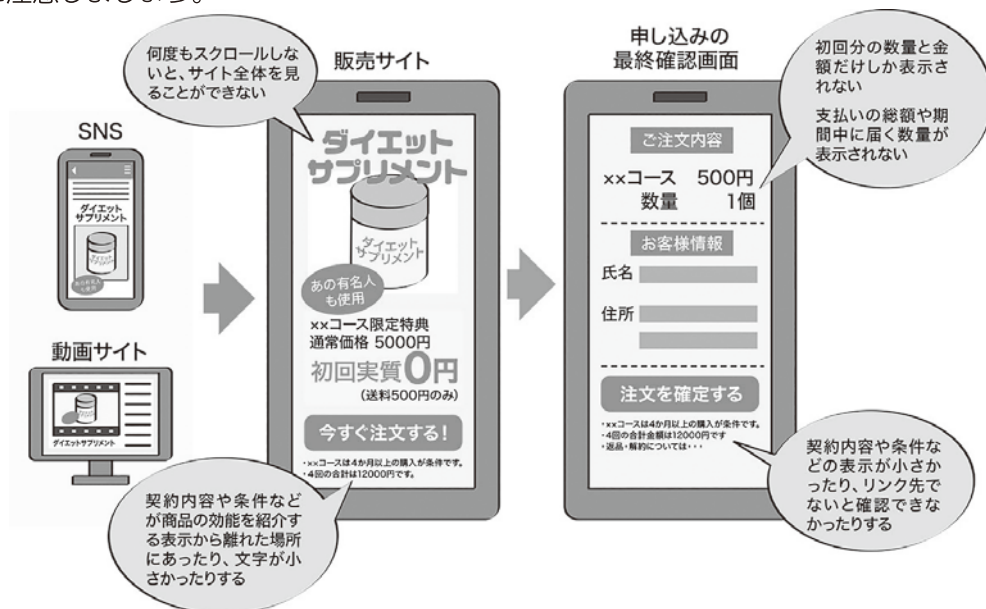 に注意しましょう。
SNS
ダイエット
サプリメント
あの有名人
も使用
動画サイト
ダイエットサプリメント
何度もスクロールしな
いと、サイト全体を見
ることができない
販売サイト
ダイエット
サプリメント
ダイエット
サプリメント
あの有名人
も使用
××コース限定特典
通常価格 5000円
初回実質0円
(送料500円のみ)
今すぐ注文する!
・××コースは4か月以上の購入が条件です。
・4回の合計は12000円です。
契約内容や条件など
が商品の効能を紹介す
る表示から離れた場所
にあったり、文字が小
さかったりする
申し込みの
最終確認画面
ご注文内容
××コース 500円
数量 1個
お客様情報
氏名
住所
注文を確定する
・××コースは4か月以上の購入が条件です。
・4回の合計金額は12000円です
・返品・解約については・・・
初回分の数量と金
額だけしか表示さ
れない
支払いの総額や期
間中に届く数量が
表示されない
契約内容や条件な
どの表示が小さか
ったり、リンク先で
ないと確認できな
かったりする